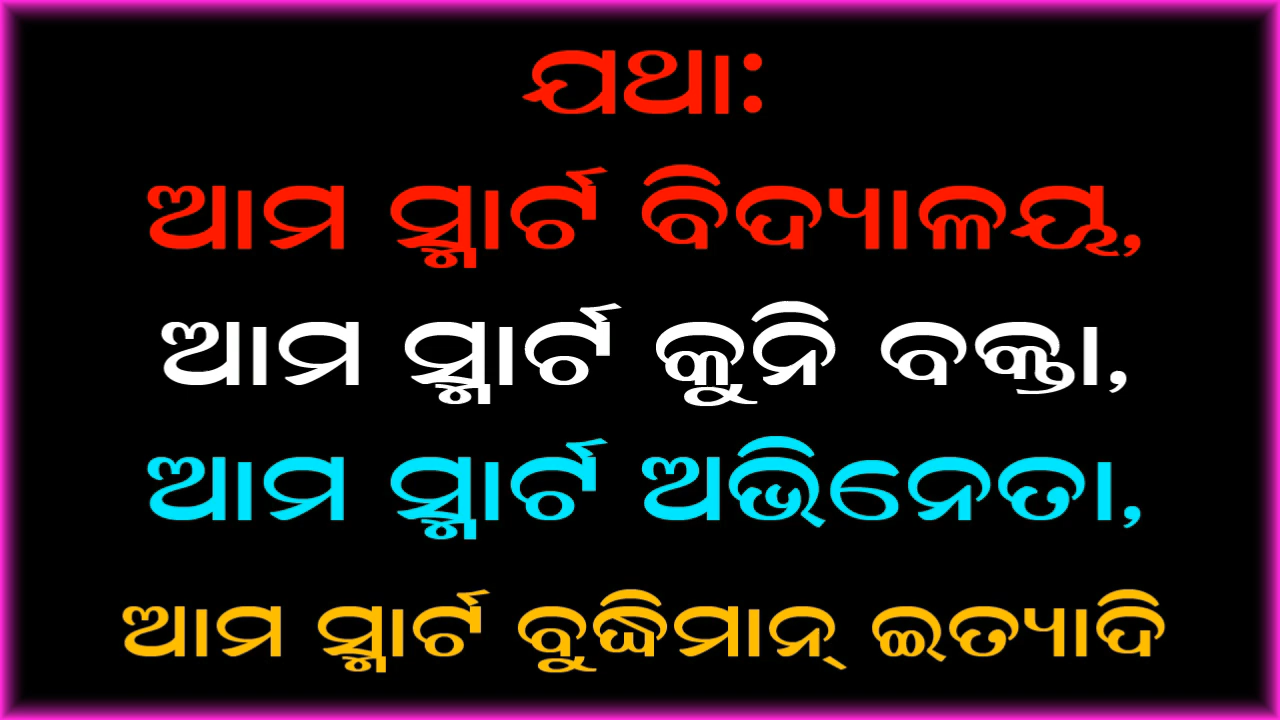 ଯଥା:
ଆମ ସ୍ମାର୍ଟ ବିଦ୍ୟାଳୟ,
ଆମ ସ୍ମାର୍ଟ କୁନି ବକ୍ତା,
ଆମ ସ୍ମାର୍ଟ ଅଭିନେତା,
ଆମ ସ୍ମାର୍ଟ ବୁଦ୍ଧିମାନ୍ ଇତ୍ୟାଦି